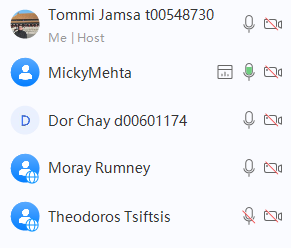 Tommi Jamsa t00548730
Me | Host
MickyMehta
D Dor Chay d00601174
Moray Rumney
Theodoros Tsiftsis